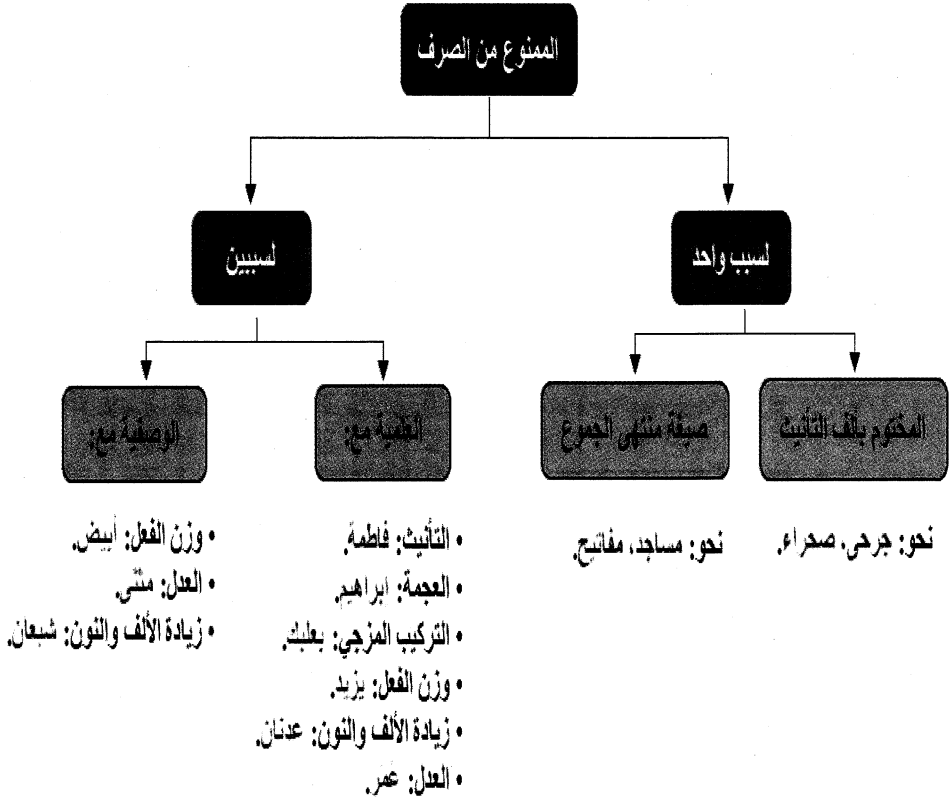 الممنوع من الصرف
لسبب واحد
لسببين
المختوم بألف التأنيث
صيغة منتهى الجموع
العلمية مع:
الوصفية مع:
نحو: جرحى، صحراء.
نحو: مساجد، مفاتيح.
• التأنيث: فاطمة.
• العجمة: ابراهيم.
• التركيب المزجي: بعلبك.
• وزن الفعل: يزيد.
• زيادة الألف والنون: عدنان.
• العدل: عُمَر.
• وزن الفعل: أبيض.
• العدل: مثنى.
• زيادة الألف والنون: شبعان.